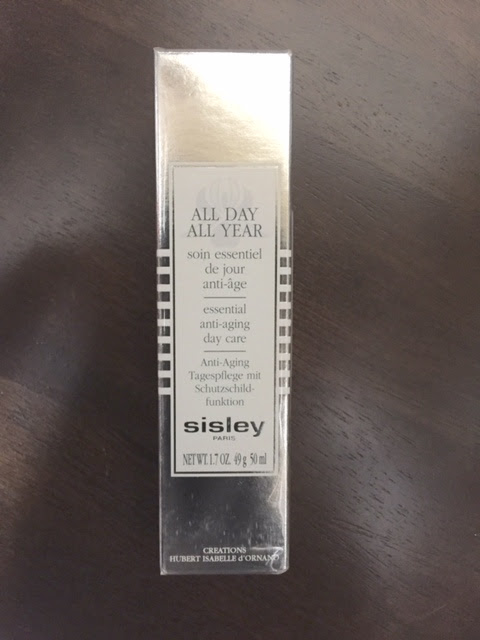 ALL DAY
ALL YEAR
soin essentiel
de jour
anti-âge
essential
anti-aging
day care
Anti-Aging
Tagespflege mit
Schutzschild-
funktion
sisley
PARIS
NET WT. 1.7 OZ. 49 g 50 ml
CREATIONS
HUBERT ISABELLE d'ORNANO